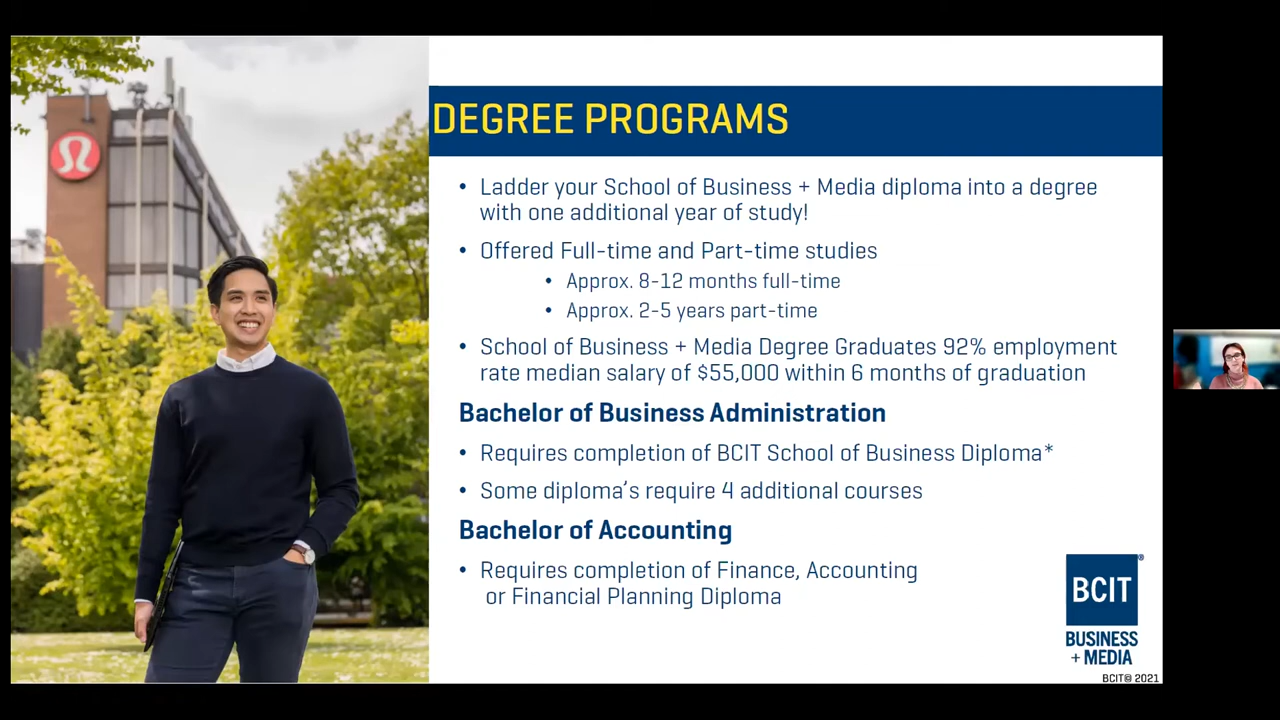 DEGREE PROGRAMS
• Ladder your School of Business + Media diploma into a degree
with one additional year of study!
• Offered Full-time and Part-time studies
• Approx. 8-12 months full-time
• Approx. 2-5 years part-time
• School of Business + Media Degree Graduates 92% employment
rate median salary of $55,000 within 6 months of graduation
Bachelor of Business Administration
• Requires completion of BCIT School of Business Diploma*
• Some diploma's require 4 additional courses
Bachelor of Accounting
• Requires completion of Finance, Accounting
or Financial Planning Diploma
BCIT®
BUSINESS
+ MEDIA
BCIT© 2021